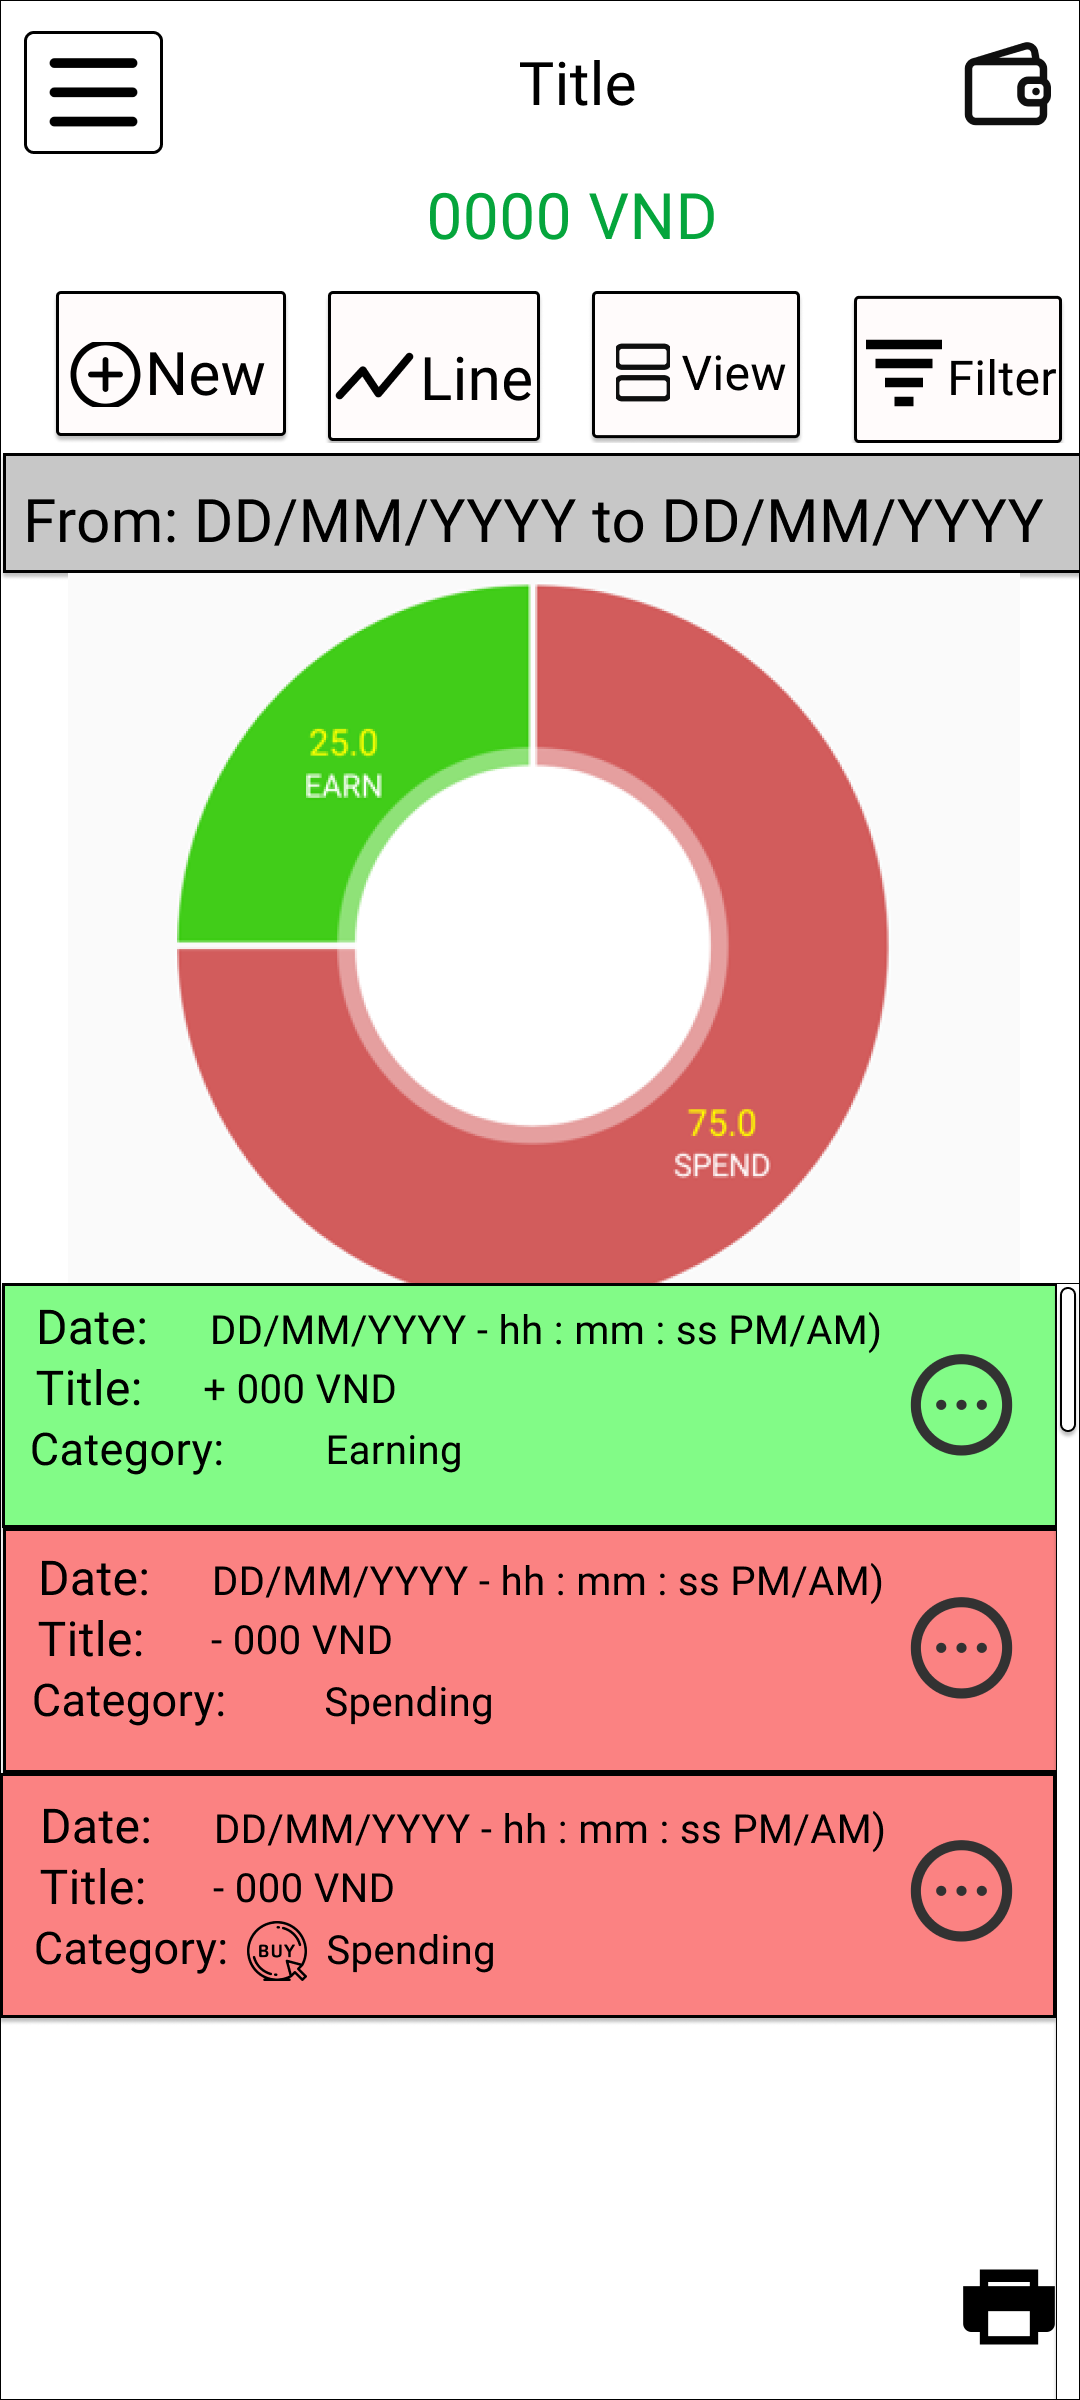 Title
0000 VND
New
Line
View
Filter
From: DD/MM/YYYY to DD/MM/YYYY
25.0
EARN
75.0
SPEND
Date: DD/MM/YYYY - hh : mm : ss PM/AM)
Title: + 000 VND
Category: Earning
Date: DD/MM/YYYY - hh : mm : ss PM/AM)
Title: - 000 VND
Category: Spending
Date: DD/MM/YYYY - hh : mm : ss PM/AM)
Title: - 000 VND
Category: BUY Spending